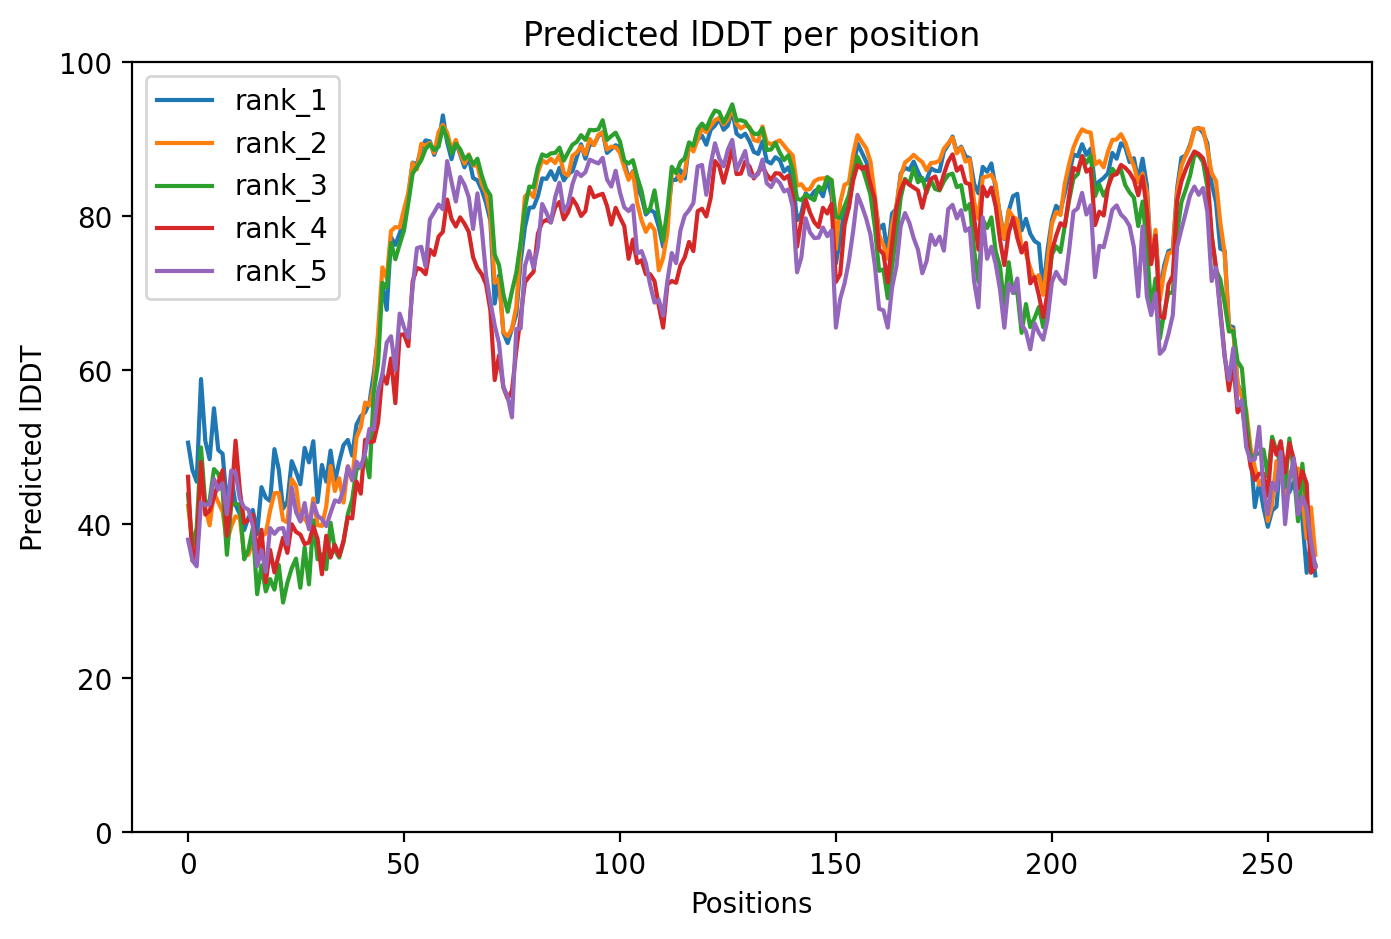 Predicted lDDT per position
100
80
60
40
20
0
Predicted lDDT
rank_1
rank_2
rank_3
rank_4
rank_5
0 50 100 150 200 250
Positions